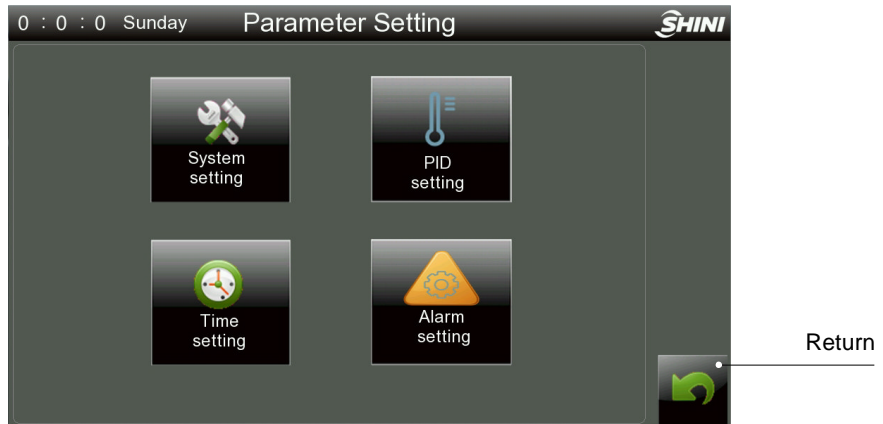 0 : 0 : 0 Sunday Parameter Setting SHINI
System
setting
PID
setting
Time
setting
Alarm
setting
Return